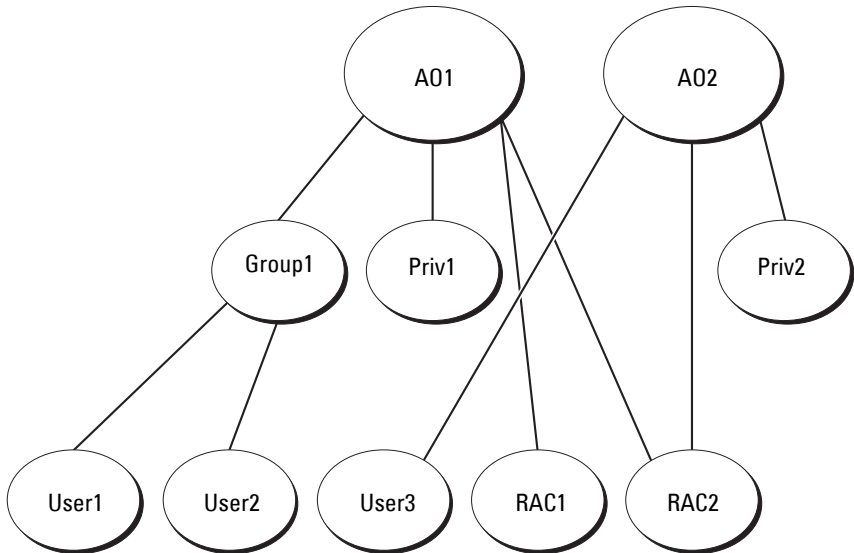 AO1
AO2
Group1
Priv1
Priv2
User1
User2
User3
RAC1
RAC2